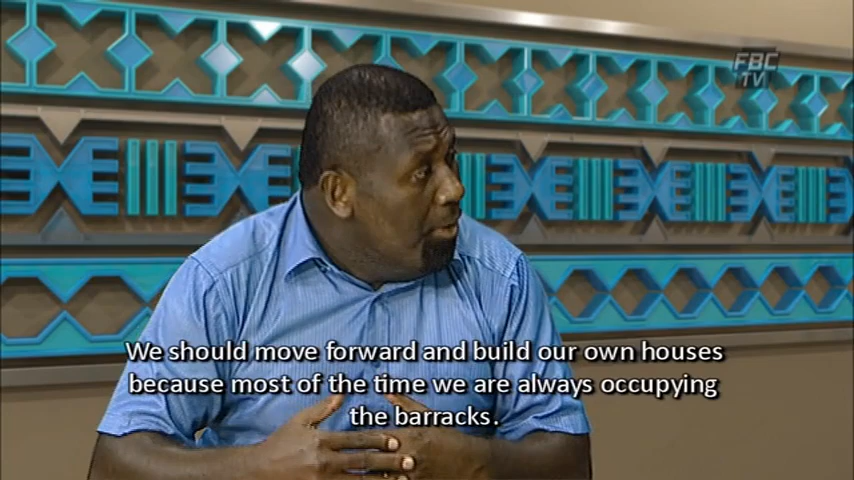 FBC
TV
We should move forward and build our own houses
because most of the time we are always occupying
the barracks.